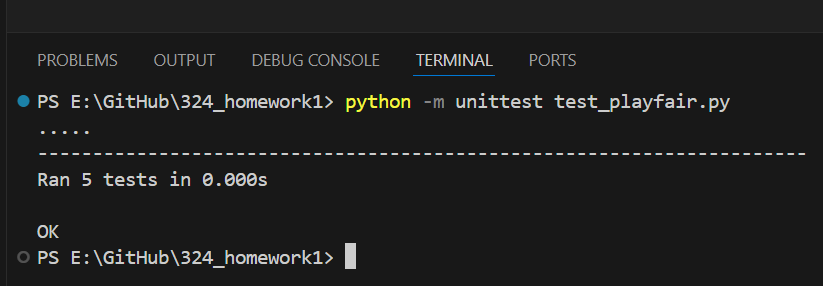 PROBLEMS OUTPUT DEBUG CONSOLE TERMINAL PORTS
PS E:\GitHub\324_homework1> python -m unittest test_playfair.py
.....
----------------------------------------------------------------------
Ran 5 tests in 0.000s
OK
PS E:\GitHub\324_homework1>